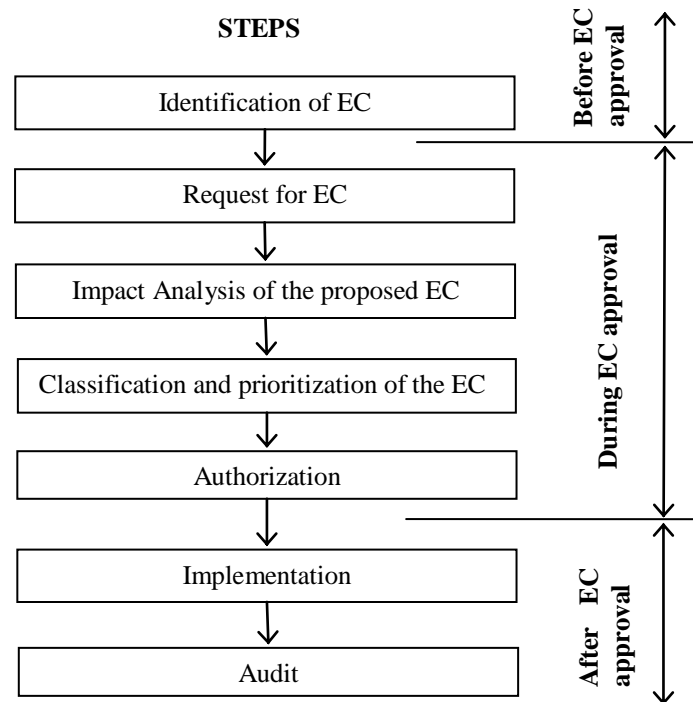 STEPS
Identification of EC
Request for EC
Impact Analysis of the proposed EC
Classification and prioritization of the EC
Authorization
Implementation
Audit
Before EC
approval
During EC approval
After EC
approval